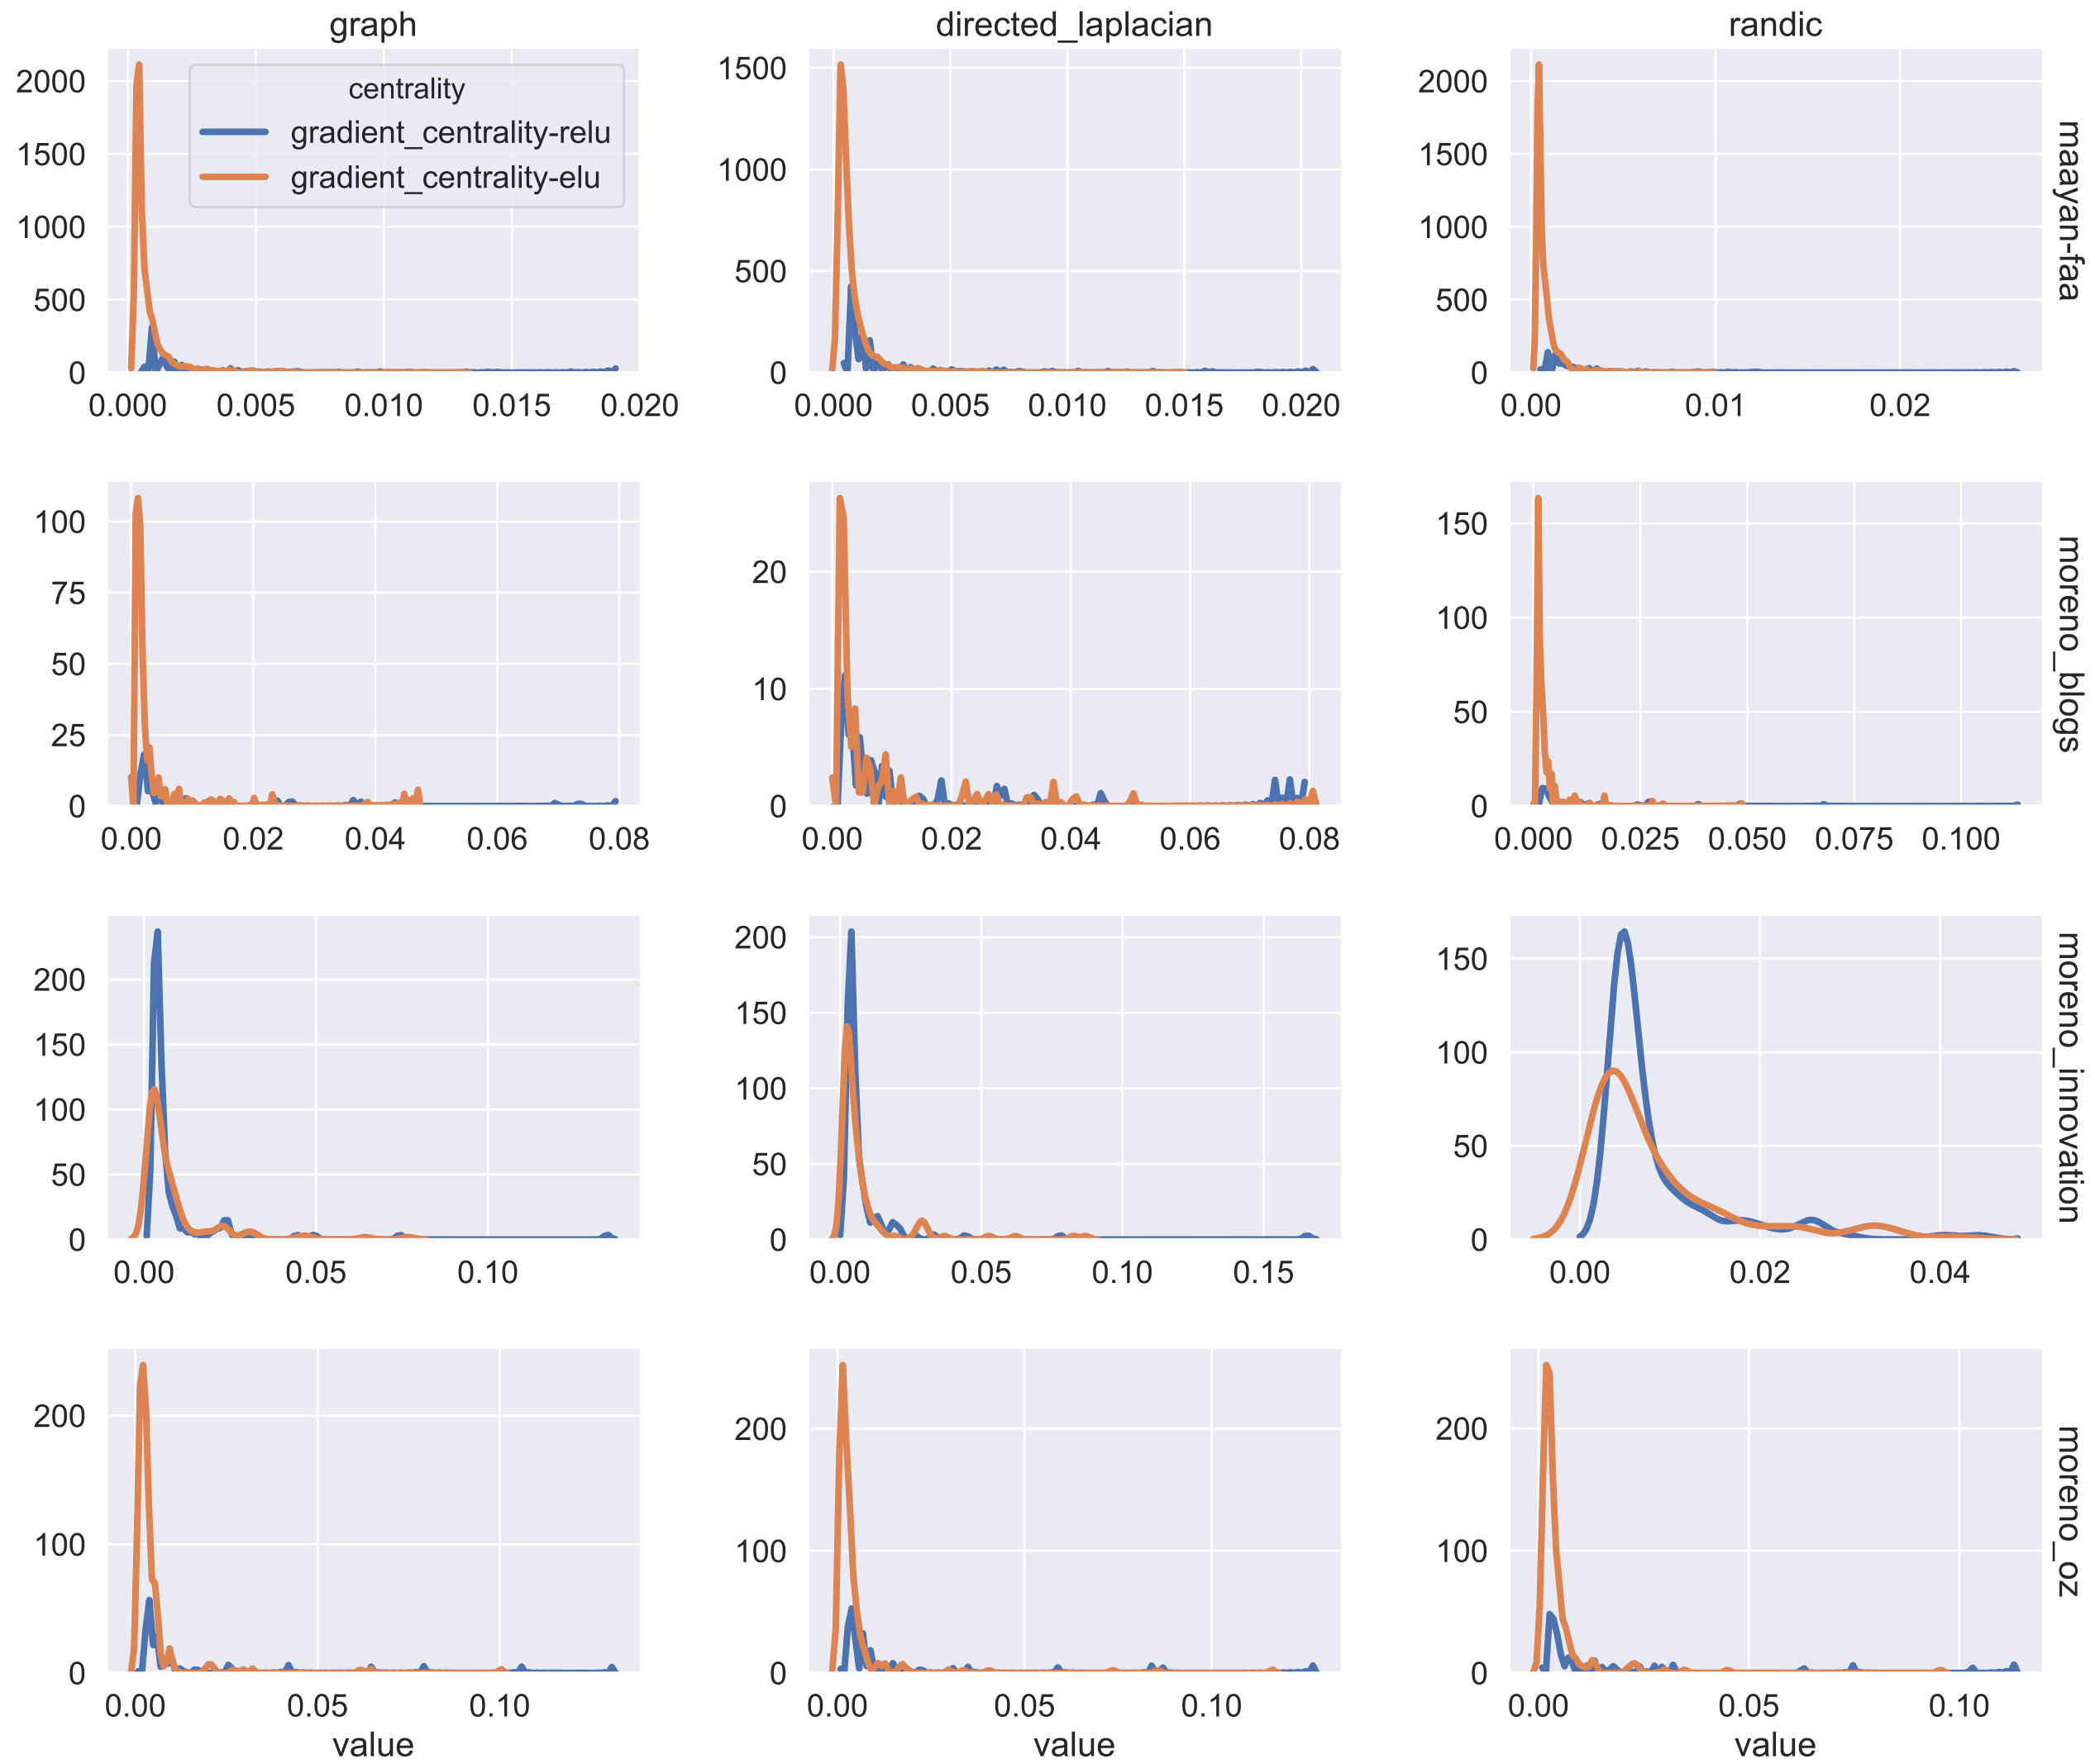 graph directed_laplacian randic
2000
1500
1000
500
0
centrality
gradient_centrality-relu
gradient_centrality-elu
0.000 0.005 0.010 0.015 0.020
1500
1000
500
0
0.000 0.005 0.010 0.015 0.020
2000
1500
1000
500
0
0.00 0.01 0.02
maayan-faa
100
75
50
25
0
0.00 0.02 0.04 0.06 0.08
20
10
0
0.00 0.02 0.04 0.06 0.08
150
100
50
0
0.000 0.025 0.050 0.075 0.100
moreno_blogs
200
150
100
50
0
0.00 0.05 0.10
200
150
100
50
0
0.00 0.05 0.10 0.15
150
100
50
0
0.00 0.02 0.04
moreno_innovation
200
100
0
0.00 0.05 0.10
value
200
100
0
0.00 0.05 0.10
value
200
100
0
0.00 0.05 0.10
value
moreno_oz